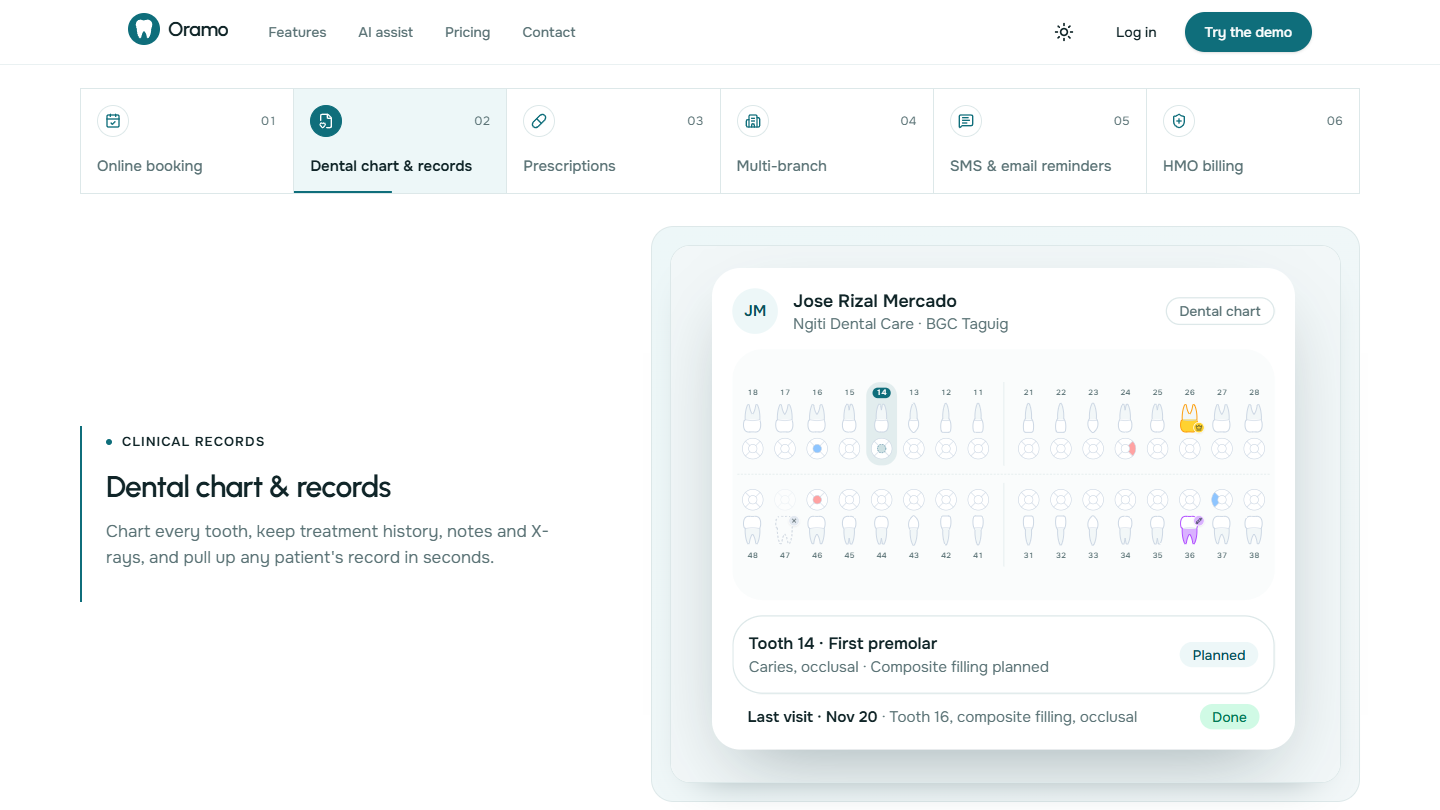 Oramo
Features
AI assist
Pricing
Contact
Log in
Try the demo
01
Online booking
02
Dental chart & records
03
Prescriptions
04
Multi-branch
05
SMS & email reminders
06
HMO billing
CLINICAL RECORDS
Dental chart & records
Chart every tooth, keep treatment history, notes and X-
rays, and pull up any patient's record in seconds.
JM
Jose Rizal Mercado
Ngiti Dental Care · BGC Taguig
Dental chart
18 17 16 15 14 13 12 11 21 22 23 24 25 26 27 28
48 47 46 45 44 43 42 41 31 32 33 34 35 36 37 38
Tooth 14 · First premolar
Caries, occlusal · Composite filling planned
Planned
Last visit · Nov 20 · Tooth 16, composite filling, occlusal
Done